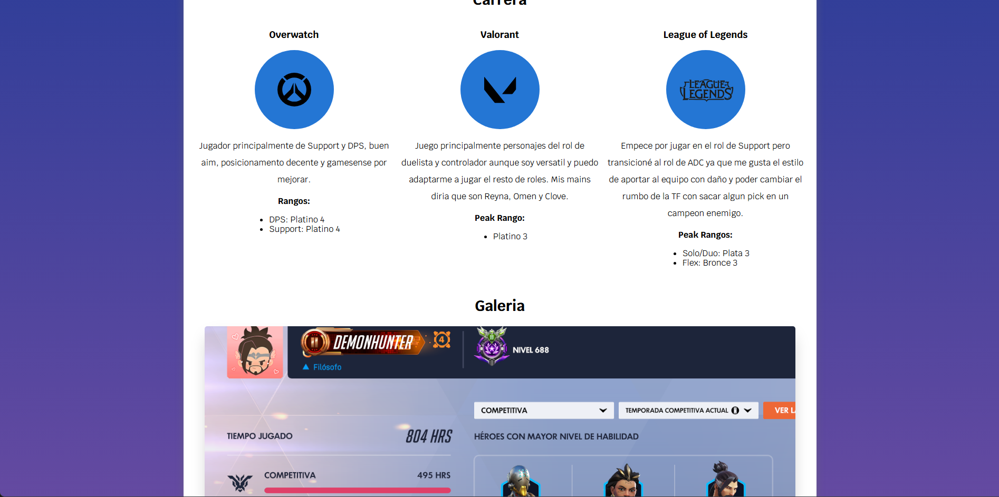 Carrera
Overwatch
Valorant
League of Legends
LEAGUE OF
LEGENDS
Jugador principalmente de Support y DPS, buen
aim, posicionamento decente y gamesense por
mejorar.
Rangos:
DPS: Platino 4
Support: Platino 4
Juego principalmente personajes del rol de
duelista y controlador aunque soy versatil y puedo
adaptarme a jugar el resto de roles. Mis mains
diria que son Reyna, Omen y Clove.
Peak Rango:
Platino 3
Empece por jugar en el rol de Support pero
transicioné al rol de ADC ya que me gusta el estilo
de aportar al equipo con daño y poder cambiar el
rumbo de la TF con sacar algun pick en un
campeon enemigo.
Peak Rangos:
Solo/Duo: Plata 3
Flex: Bronce 3
Galeria
DEMONHUNTER
4
Filósofo
NIVEL 688
COMPETITIVA
TEMPORADA COMPETITIVA ACTUAL
VER LA
TIEMPO JUGADO
804 HRS
HÉROES CON MAYOR NIVEL DE HABILIDAD
COMPETITIVA
495 HRS